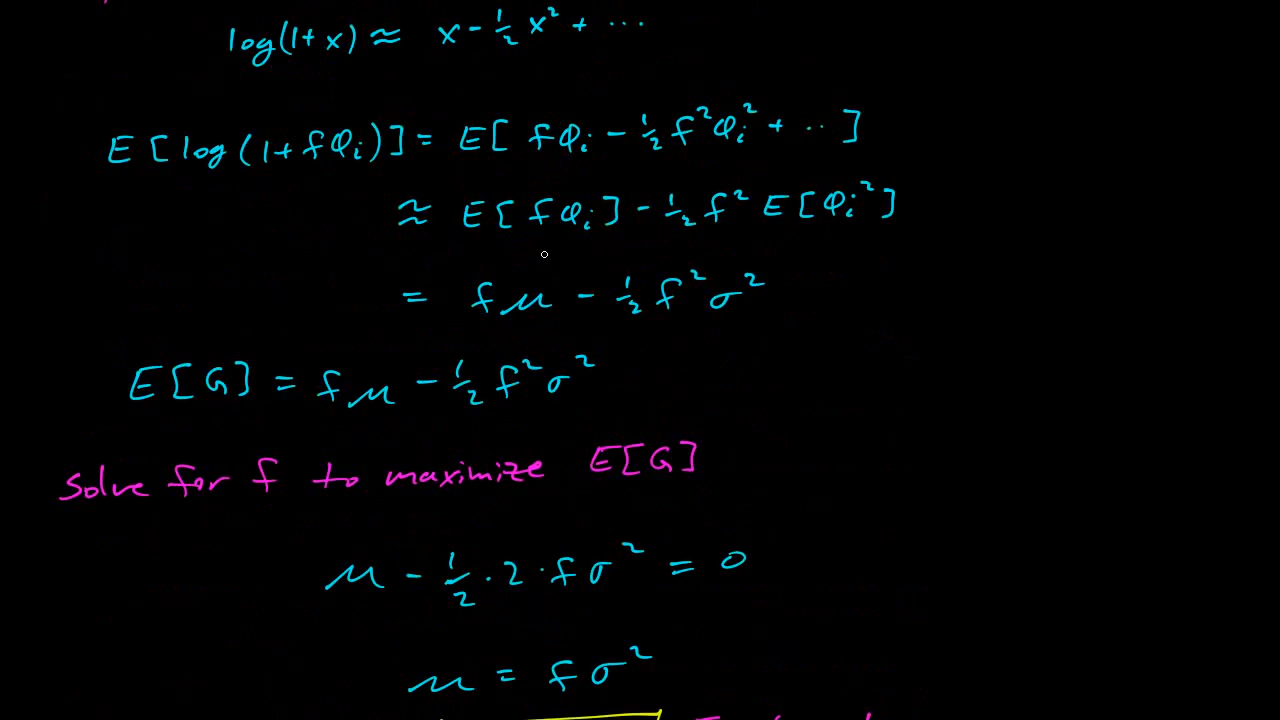 log(1+x) ≈ x - ½x² + ···
E[log(1+fφᵢ)] = E[fφᵢ - ½f²φᵢ² + ··]
≈ E[fφᵢ] - ½f² E[φᵢ²]
= fμ - ½f²σ²
E[G] = fμ - ½f²σ²
Solve for f to maximize E[G]
μ - ½·2·fσ² = 0
μ = fσ²